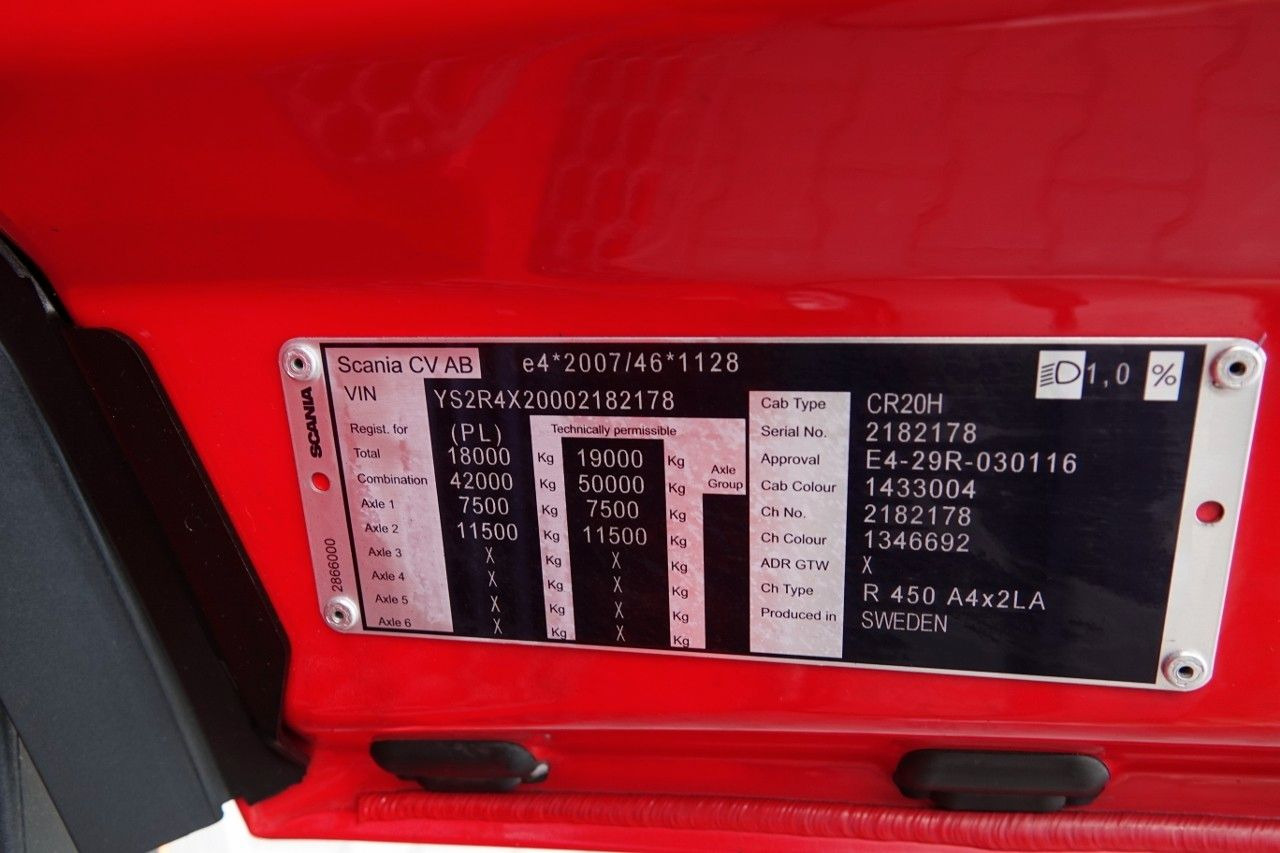 Scania CV AB e4*2007/46*1128 1,0 %
VIN YS2R4X20002182178
SCANIA
2866000
Regist. for (PL) Technically permissible
Total 18000 Kg 19000 Kg Axle Group
Combination 42000 Kg 50000 Kg
Axle 1 7500 Kg 7500 Kg
Axle 2 11500 Kg 11500 Kg
Axle 3 X Kg X Kg
Axle 4 X Kg X Kg
Axle 5 X Kg X Kg
Axle 6 X Kg X Kg
Cab Type CR20H
Serial No. 2182178
Approval E4-29R-030116
Cab Colour 1433004
Ch No. 2182178
Ch Colour 1346692
ADR GTW X
Ch Type R 450 A4x2LA
Produced in SWEDEN